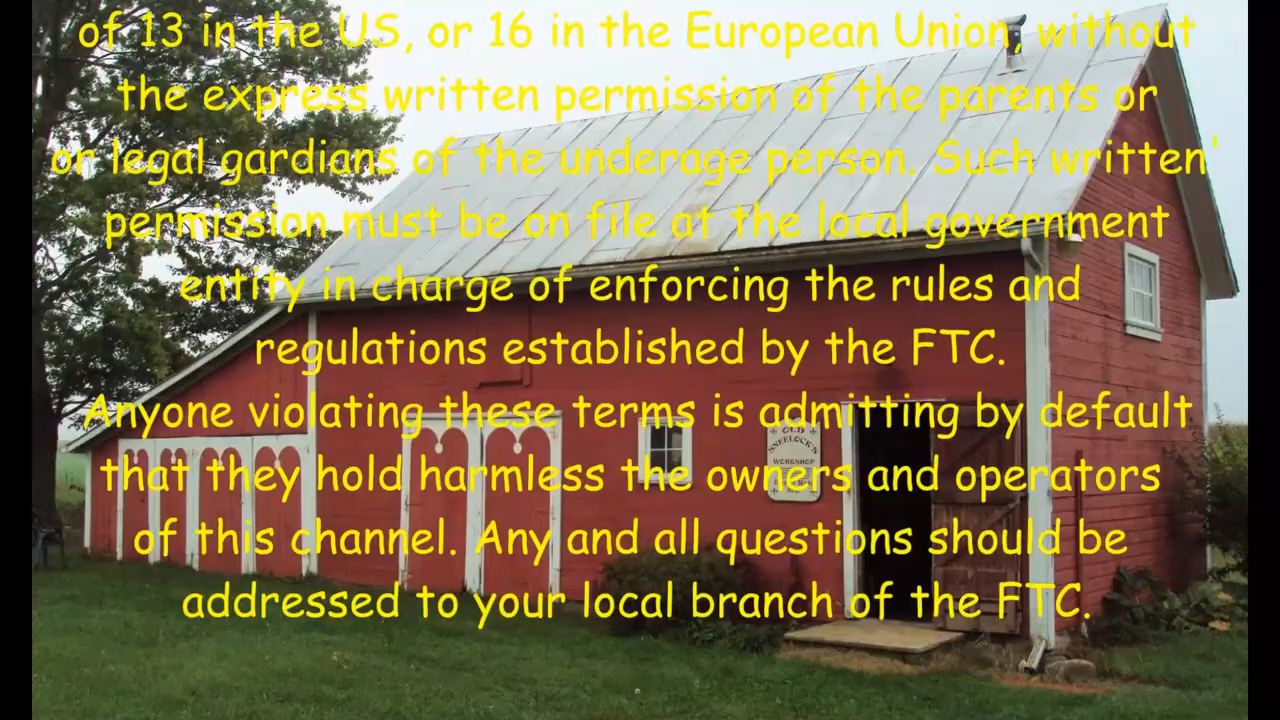 of 13 in the US, or 16 in the European Union, without
the express written permission of the parents or
or legal gardians of the underage person. Such written'
permission must be on file at the local government
entity in charge of enforcing the rules and
regulations established by the FTC.
Anyone violating these terms is admitting by default
that they hold harmless the owners and operators
of this channel. Any and all questions should be
addressed to your local branch of the FTC.
OLD
SNEELOCK'S
WORKSHOP